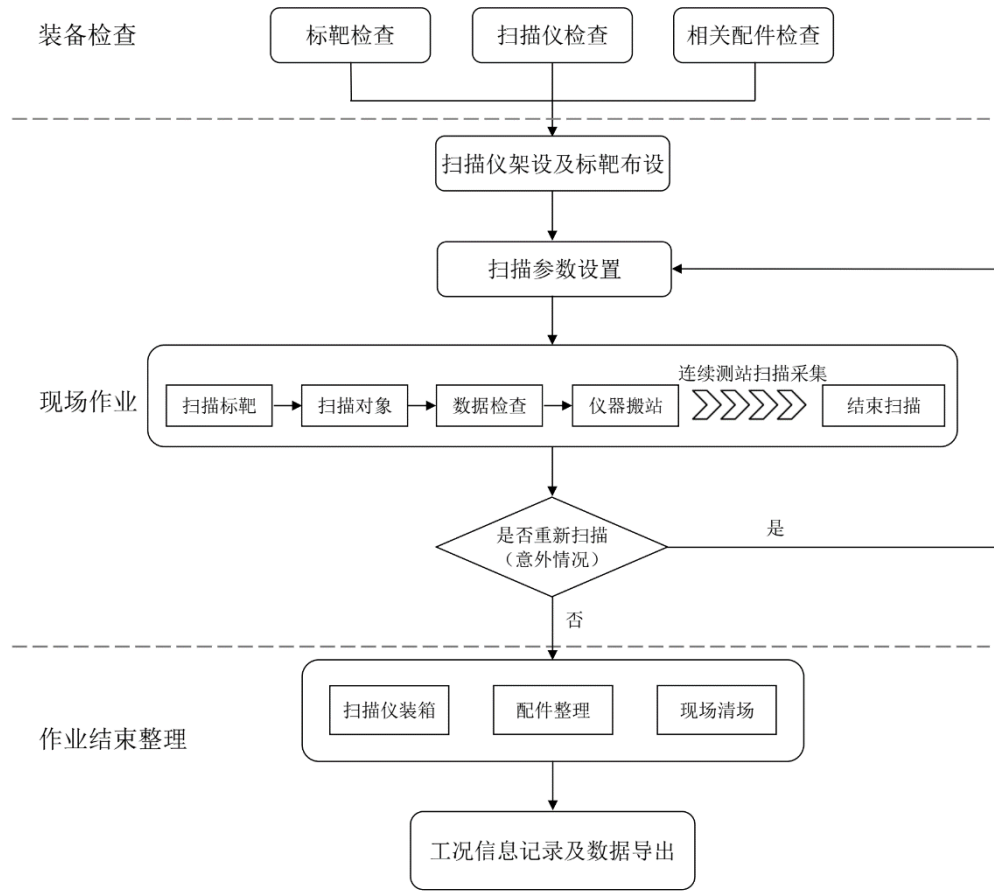 装备检查
标靶检查
扫描仪检查
相关配件检查
扫描仪架设及标靶布设
扫描参数设置
现场作业
连续测站扫描采集
扫描标靶
扫描对象
数据检查
仪器搬站
结束扫描
是否重新扫描
（意外情况）
是
否
作业结束整理
扫描仪装箱
配件整理
现场清场
工况信息记录及数据导出